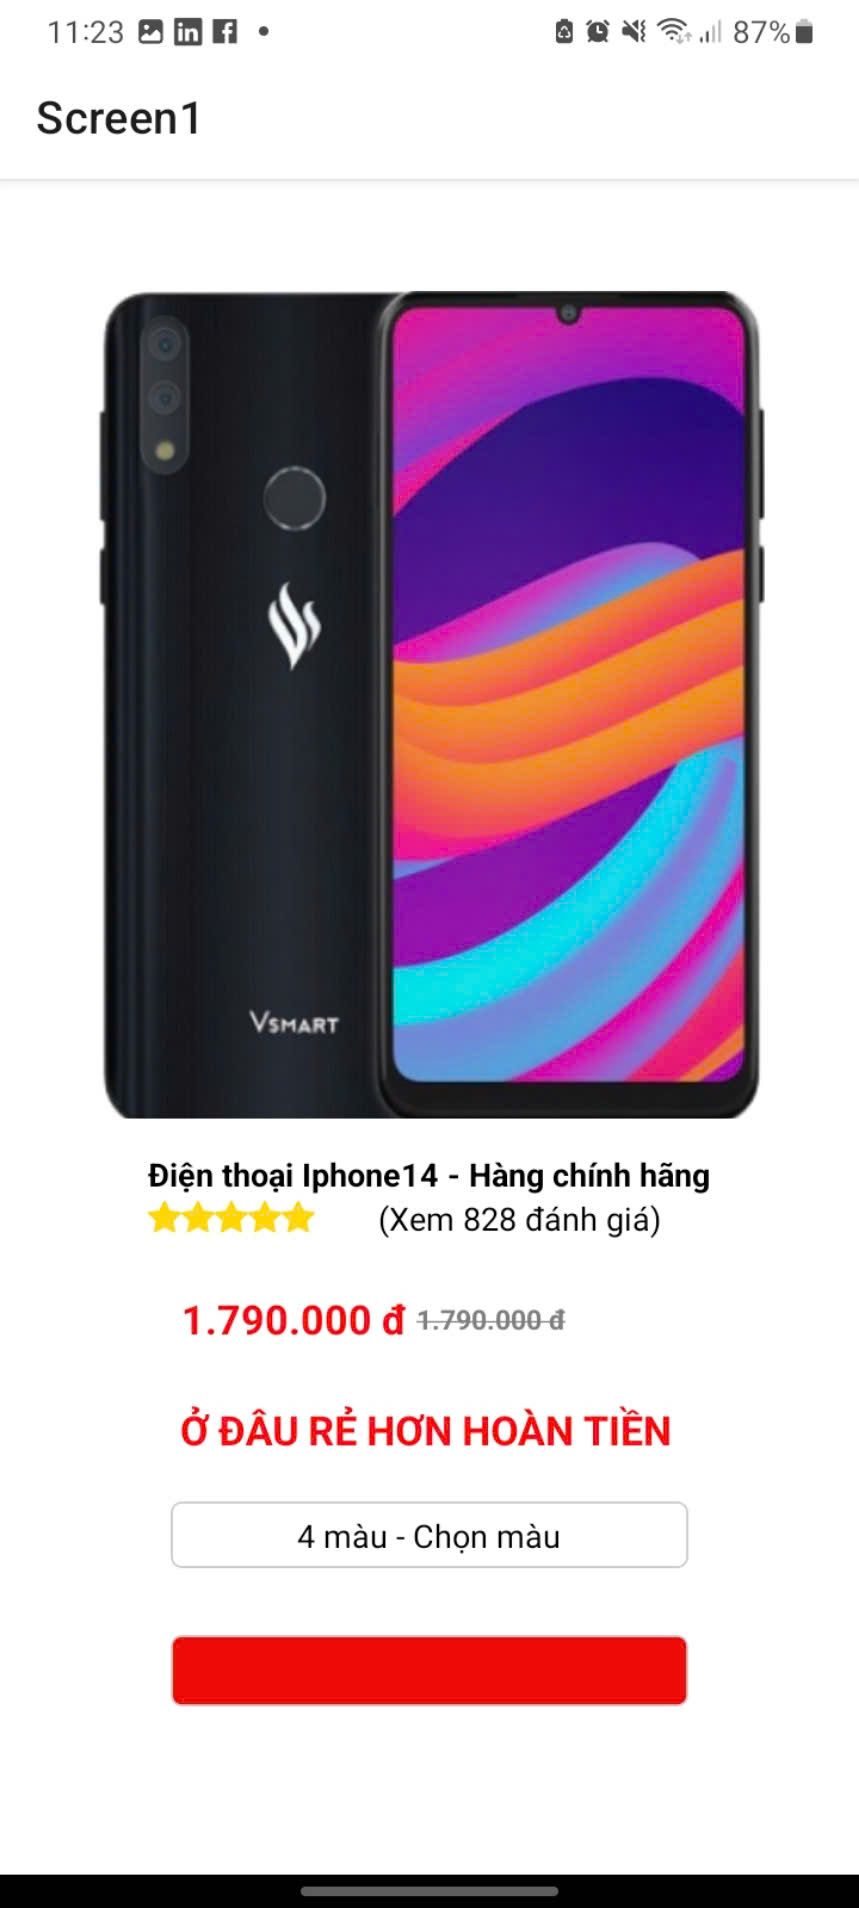 11:23 in f 87%
Screen1
VSMART
Điện thoại Iphone14 - Hàng chính hãng
(Xem 828 đánh giá)
1.790.000 đ 1.790.000 đ
Ở ĐÂU RẺ HƠN HOÀN TIỀN
4 màu - Chọn màu